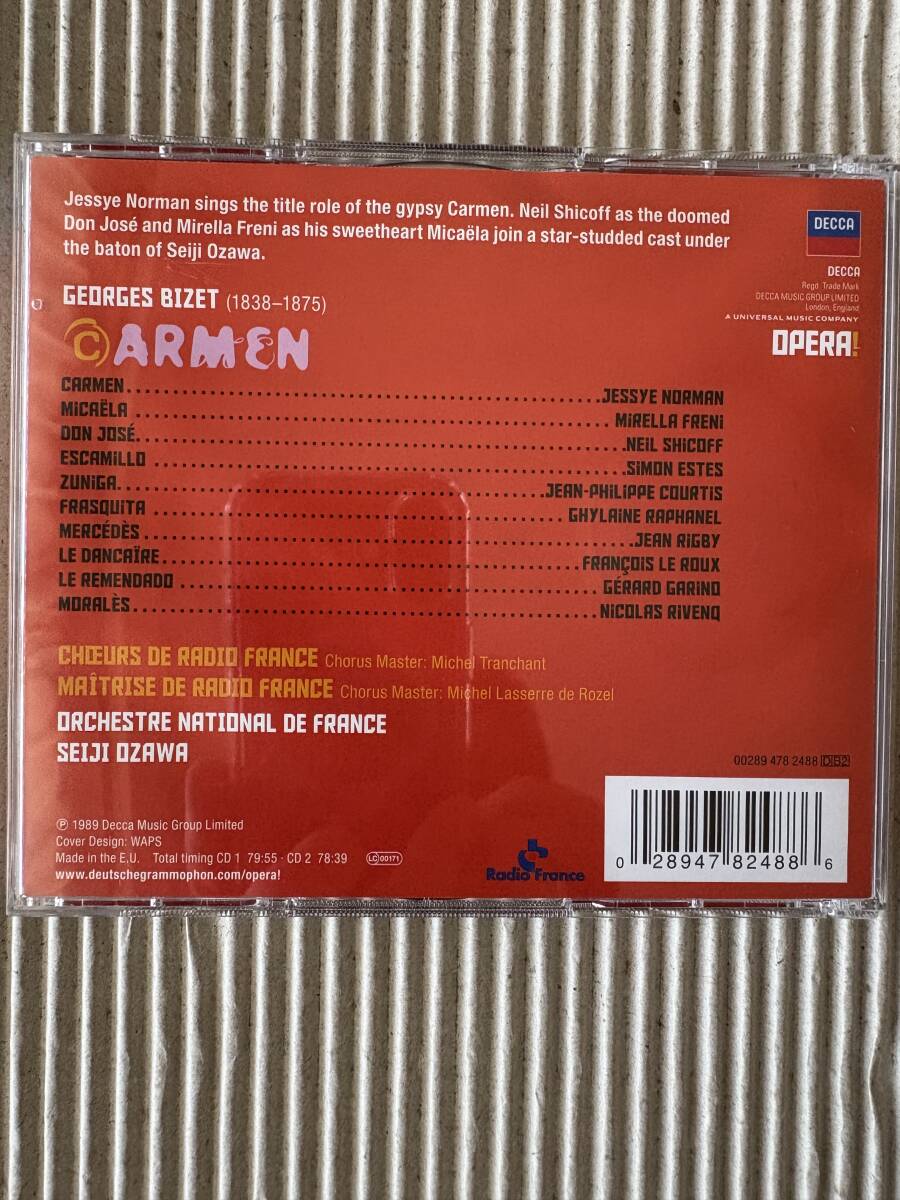 Jessye Norman sings the title role of the gypsy Carmen. Neil Shicoff as the doomed
Don José and Mirella Freni as his sweetheart Micaëla join a star-studded cast under
the baton of Seiji Ozawa.
DECCA
DECCA
Regd. Trade Mark
DECCA MUSIC GROUP LIMITED
London, England
A UNIVERSAL MUSIC COMPANY
OPERA!
GEORGES BIZET (1838–1875)
CARMEN
CARMEN JESSYE NORMAN
MICAËLA MIRELLA FRENI
DON JOSÉ NEIL SHICOFF
ESCAMILLO SIMON ESTES
ZUNIGA JEAN-PHILIPPE COURTIS
FRASQUITA GHYLAINE RAPHANEL
MERCÉDÈS JEAN RIGBY
LE DANCAÏRE FRANÇOIS LE ROUX
LE REMENDADO GÉRARD GARINO
MORALÈS NICOLAS RIVENQ
CHŒURS DE RADIO FRANCE Chorus Master: Michel Tranchant
MAÎTRISE DE RADIO FRANCE Chorus Master: Michel Lasserre de Rozel
ORCHESTRE NATIONAL DE FRANCE
SEIJI OZAWA
00289 478 2488 DB2
℗ 1989 Decca Music Group Limited
Cover Design: WAPS
Made in the E.U. Total timing CD 1 79:55 · CD 2 78:39 LC 00171
www.deutschegrammophon.com/opera!
Radio France
0 28947 82488 6